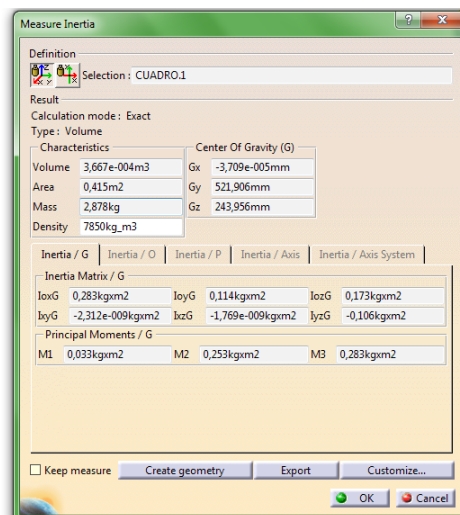 Measure Inertia
Definition
Selection : CUADRO.1
Result
Calculation mode : Exact
Type : Volume
Characteristics Center Of Gravity (G)
Volume 3,667e-004m3 Gx -3,709e-005mm
Area 0,415m2 Gy 521,906mm
Mass 2,878kg Gz 243,956mm
Density 7850kg_m3
Inertia / G Inertia / O Inertia / P Inertia / Axis Inertia / Axis System
Inertia Matrix / G
IoxG 0,283kgxm2 IoyG 0,114kgxm2 IozG 0,173kgxm2
IxyG -2,312e-009kgxm2 IxzG -1,769e-009kgxm2 IyzG -0,106kgxm2
Principal Moments / G
M1 0,033kgxm2 M2 0,253kgxm2 M3 0,283kgxm2
Keep measure Create geometry Export Customize...
OK Cancel